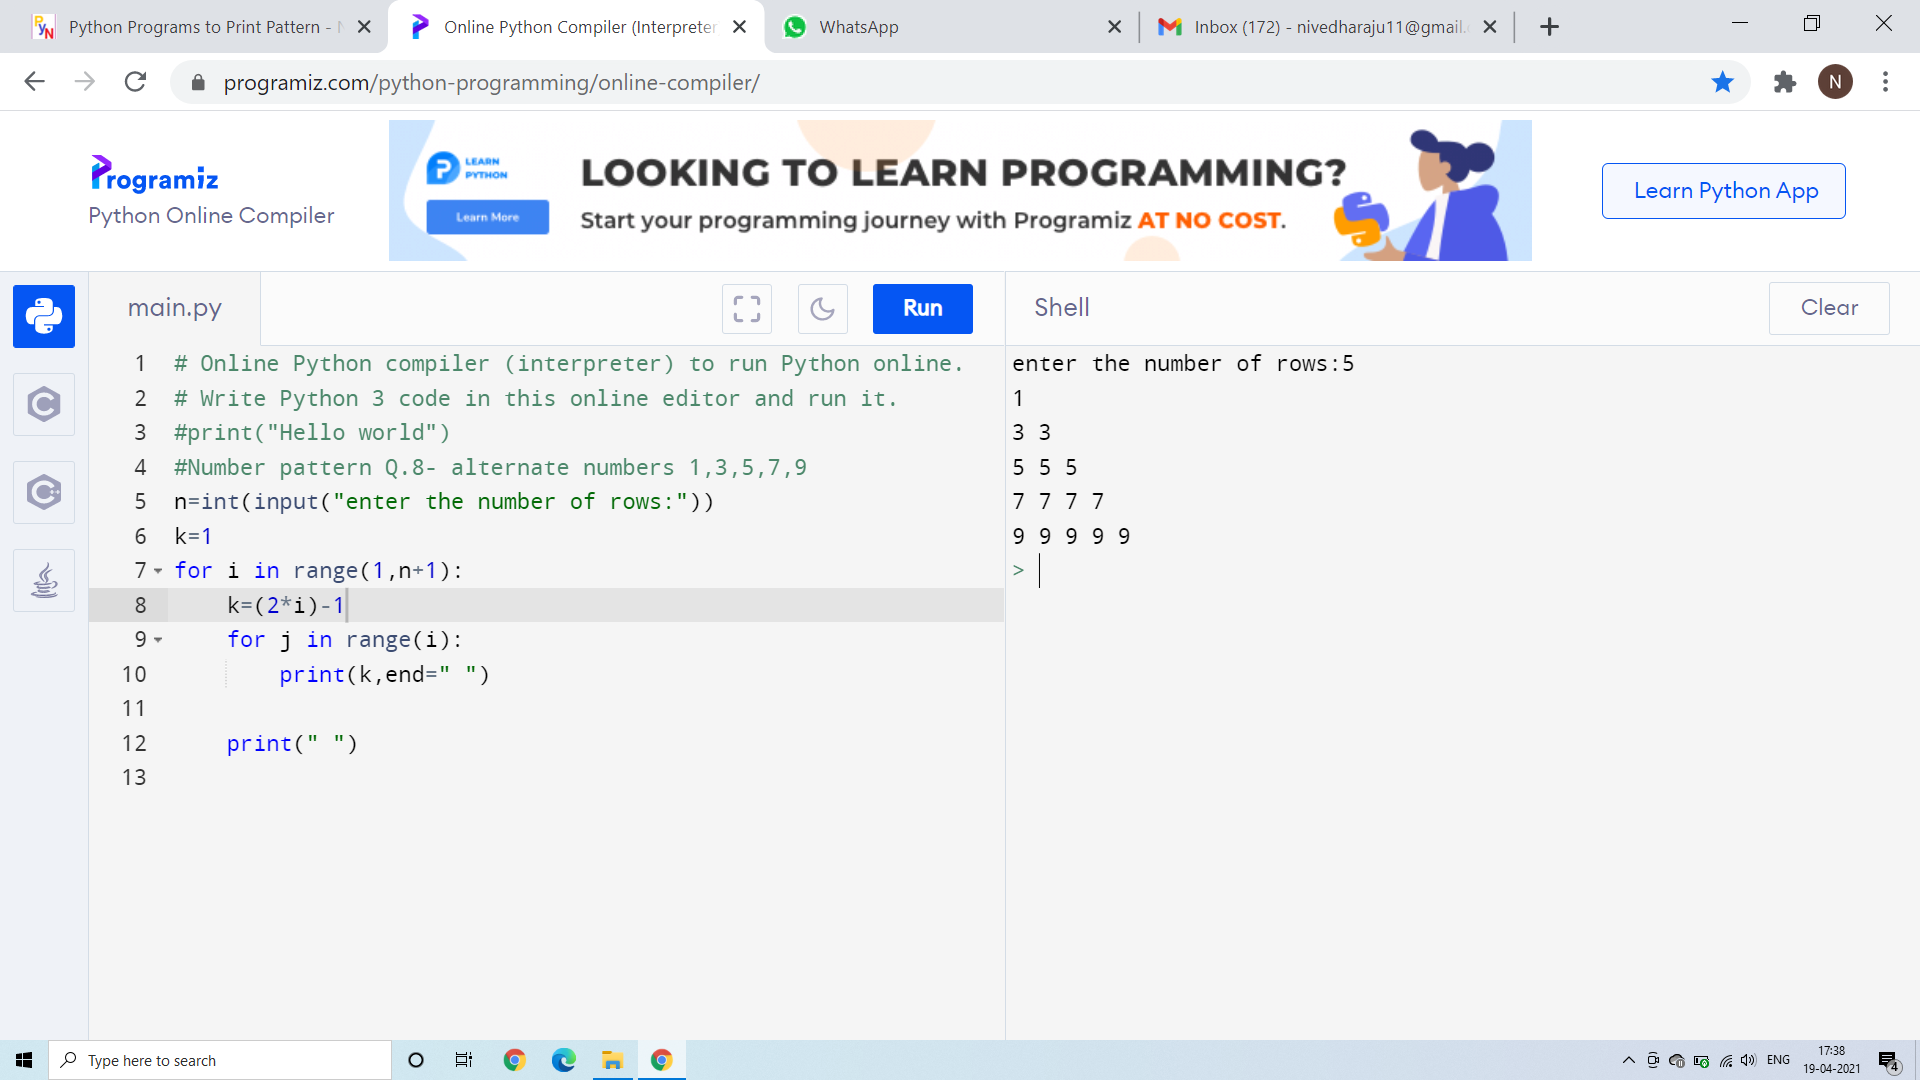 Python Programs to Print Pattern -
Online Python Compiler (Interpreter
WhatsApp
Inbox (172) - nivedharaju11@gmail.
programiz.com/python-programming/online-compiler/
N
Programiz
Python Online Compiler
LEARN
PYTHON
Learn More
LOOKING TO LEARN PROGRAMMING?
Start your programming journey with Programiz AT NO COST.
Learn Python App
main.py
Run
Shell
Clear
1 # Online Python compiler (interpreter) to run Python online.
2 # Write Python 3 code in this online editor and run it.
3 #print("Hello world")
4 #Number pattern Q.8- alternate numbers 1,3,5,7,9
5 n=int(input("enter the number of rows:"))
6 k=1
7 for i in range(1,n+1):
8     k=(2*i)-1
9     for j in range(i):
10         print(k,end=" ")
11
12     print(" ")
13
enter the number of rows:5
1
3 3
5 5 5
7 7 7 7
9 9 9 9 9
>
Type here to search
ENG
17:38
19-04-2021
4